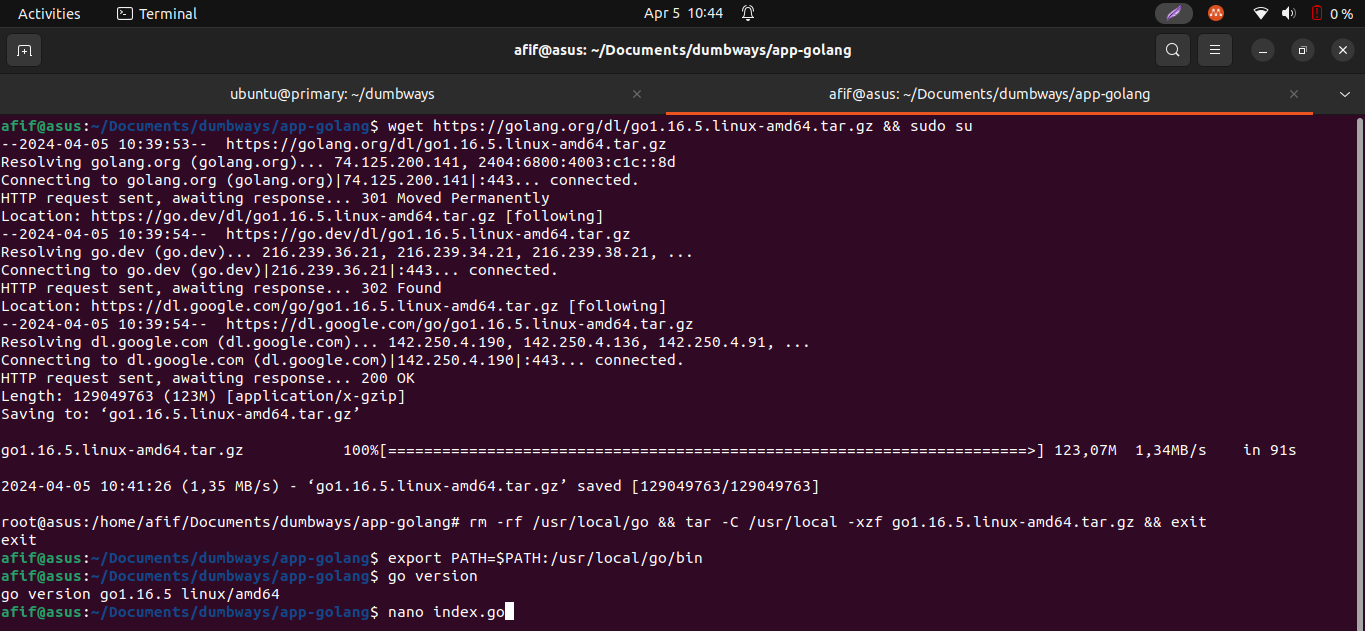 Activities Terminal Apr 5 10:44 0 %
afif@asus: ~/Documents/dumbways/app-golang
ubuntu@primary: ~/dumbways × afif@asus: ~/Documents/dumbways/app-golang ×
afif@asus:~/Documents/dumbways/app-golang$ wget https://golang.org/dl/go1.16.5.linux-amd64.tar.gz && sudo su
--2024-04-05 10:39:53--  https://golang.org/dl/go1.16.5.linux-amd64.tar.gz
Resolving golang.org (golang.org)... 74.125.200.141, 2404:6800:4003:c1c::8d
Connecting to golang.org (golang.org)|74.125.200.141|:443... connected.
HTTP request sent, awaiting response... 301 Moved Permanently
Location: https://go.dev/dl/go1.16.5.linux-amd64.tar.gz [following]
--2024-04-05 10:39:54--  https://go.dev/dl/go1.16.5.linux-amd64.tar.gz
Resolving go.dev (go.dev)... 216.239.36.21, 216.239.34.21, 216.239.38.21, ...
Connecting to go.dev (go.dev)|216.239.36.21|:443... connected.
HTTP request sent, awaiting response... 302 Found
Location: https://dl.google.com/go/go1.16.5.linux-amd64.tar.gz [following]
--2024-04-05 10:39:54--  https://dl.google.com/go/go1.16.5.linux-amd64.tar.gz
Resolving dl.google.com (dl.google.com)... 142.250.4.190, 142.250.4.136, 142.250.4.91, ...
Connecting to dl.google.com (dl.google.com)|142.250.4.190|:443... connected.
HTTP request sent, awaiting response... 200 OK
Length: 129049763 (123M) [application/x-gzip]
Saving to: ‘go1.16.5.linux-amd64.tar.gz’
go1.16.5.linux-amd64.tar.gz           100%[=======================================================================>] 123,07M  1,34MB/s    in 91s
2024-04-05 10:41:26 (1,35 MB/s) - ‘go1.16.5.linux-amd64.tar.gz’ saved [129049763/129049763]
root@asus:/home/afif/Documents/dumbways/app-golang# rm -rf /usr/local/go && tar -C /usr/local -xzf go1.16.5.linux-amd64.tar.gz && exit
exit
afif@asus:~/Documents/dumbways/app-golang$ export PATH=$PATH:/usr/local/go/bin
afif@asus:~/Documents/dumbways/app-golang$ go version
go version go1.16.5 linux/amd64
afif@asus:~/Documents/dumbways/app-golang$ nano index.go